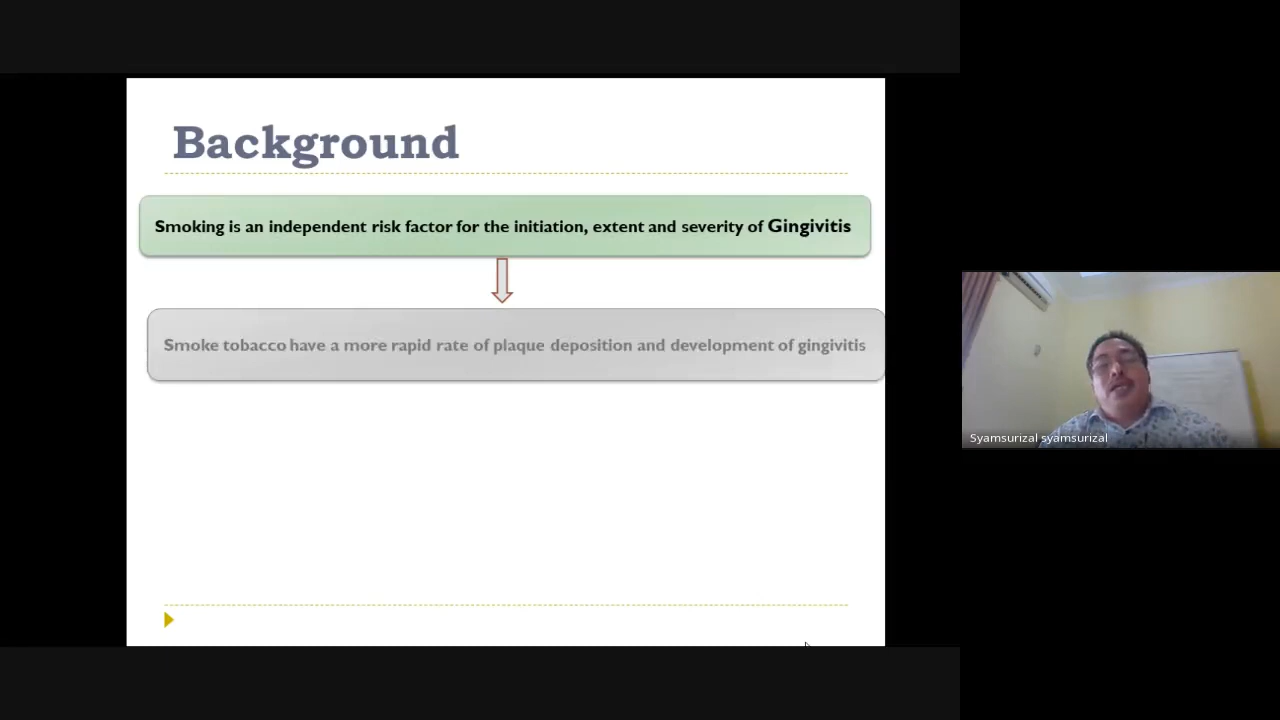 Background
Smoking is an independent risk factor for the initiation, extent and severity of Gingivitis
Smoke tobacco have a more rapid rate of plaque deposition and development of gingivitis
Syamsurizal syamsurizal